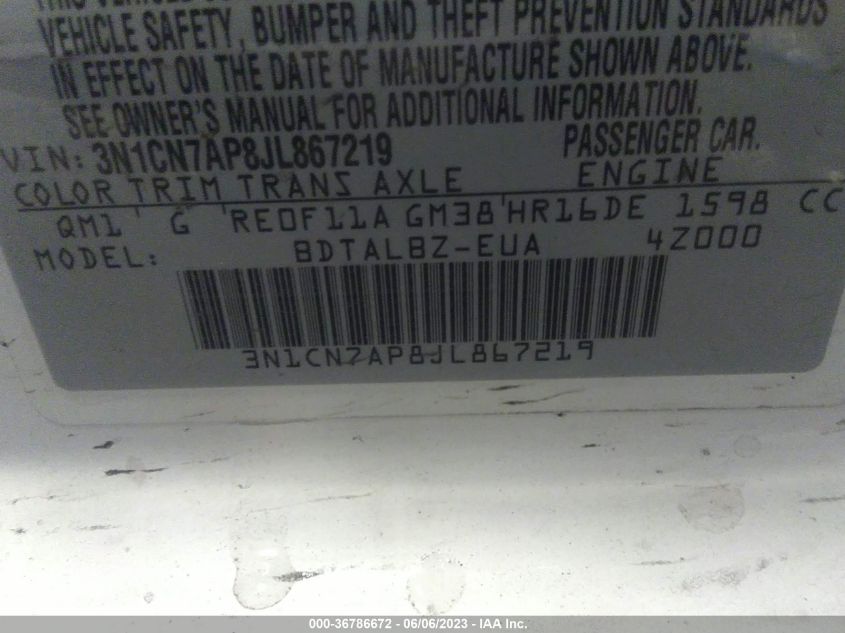 THIS VEHICLE
VEHICLE SAFETY, BUMPER AND THEFT PREVENTION STANDARDS
IN EFFECT ON THE DATE OF MANUFACTURE SHOWN ABOVE.
SEE OWNER'S MANUAL FOR ADDITIONAL INFORMATION.
VIN: 3N1CN7AP8JL867219 PASSENGER CAR.
COLOR TRIM TRANS AXLE ENGINE
QM1 G RE0F11A GM38 HR16DE 1598 CC
MODEL: BDTALBZ-EUA 4Z000
3N1CN7AP8JL867219
000-36786672 - 06/06/2023 - IAA Inc.